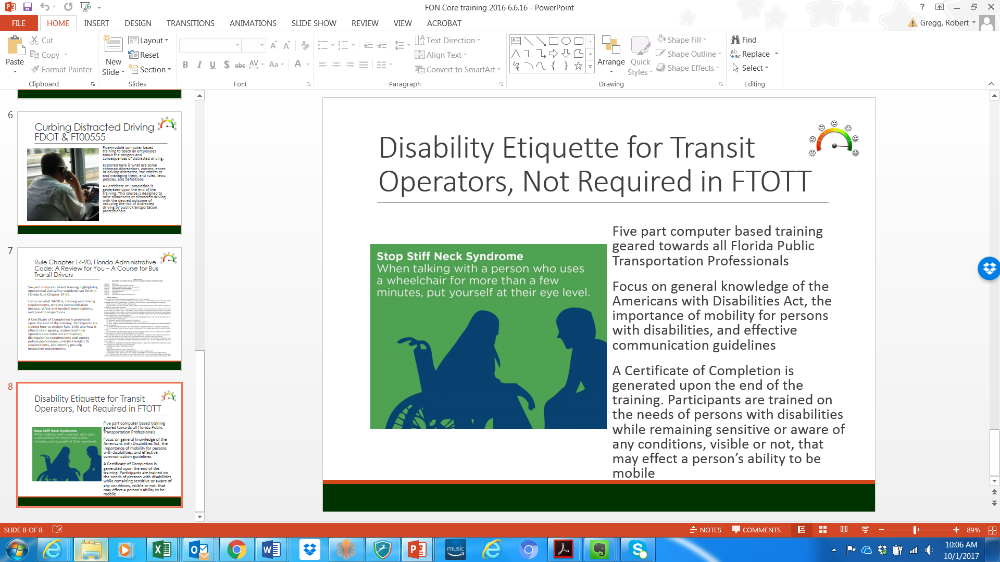 FON Core training 2016 6.6.16 - PowerPoint
?
FILE HOME INSERT DESIGN TRANSITIONS ANIMATIONS SLIDE SHOW REVIEW VIEW ACROBAT
Gregg, Robert
Paste
Cut
Copy
Format Painter
Clipboard
New Slide
Layout
Reset
Section
Slides
B I U S abc AV Aa A
Font
Text Direction
Align Text
Convert to SmartArt
Paragraph
Arrange
Quick Styles
Shape Fill
Shape Outline
Shape Effects
Drawing
Find
Replace
Select
Editing
6
Curbing Distracted Driving
FDOT & FT00555
Five-module computer based
training to teach all employees
about the dangers and
consequences of distracted driving.
Explored here is what are some
common distractions, consequences
of driving distracted, the effects of
and managing them, and rules, laws,
policies, and definitions
A Certificate of Completion is
generated upon the end of the
training. This course is designed to
raise awareness of distracted driving
with the desired outcome of
reducing the risk of distracted
driving by public transportation
professionals
7
Rule Chapter 14-90, Florida Administrative
Code: A Review for You – A Course for Bus
Transit Drivers
Six-part computer based training highlighting
operational and safety standards set forth in
Florida Rule Chapter 14-90.
Focus on what 14-90 is, training and driving
requirements, wireless communication
devices, safety and medical examinations,
and pre-trip inspections
A Certificate of Completion is generated
upon the end of the training. Participants are
trained how to explain Rule 1490 and how it
effects their agency, understand how
operators are selected and trained,
distinguish its requirements and agency
policies/procedures, restate Florida CDL
requirements, and identify pre-trip
inspection requirements
8
Disability Etiquette for Transit
Operators, Not Required in FTOTT
Stop Stiff Neck Syndrome
When talking with a person who uses
a wheelchair for more than a few
minutes, put yourself at their eye level.
Five part computer based training
geared towards all Florida Public
Transportation Professionals
Focus on general knowledge of the
Americans with Disabilities Act, the
importance of mobility for persons
with disabilities, and effective
communication guidelines
A Certificate of Completion is
generated upon the end of the
training. Participants are trained on
the needs of persons with disabilities
while remaining sensitive or aware of
any conditions, visible or not, that
may effect a person's ability to be
mobile
Disability Etiquette for Transit
Operators, Not Required in FTOTT
Stop Stiff Neck Syndrome
When talking with a person who uses
a wheelchair for more than a few
minutes, put yourself at their eye level.
Five part computer based training
geared towards all Florida Public
Transportation Professionals
Focus on general knowledge of the
Americans with Disabilities Act, the
importance of mobility for persons
with disabilities, and effective
communication guidelines
A Certificate of Completion is
generated upon the end of the
training. Participants are trained on
the needs of persons with disabilities
while remaining sensitive or aware of
any conditions, visible or not, that
may effect a person's ability to be
mobile
SLIDE 8 OF 8
NOTES COMMENTS
89%
music
10:06 AM
10/1/2017